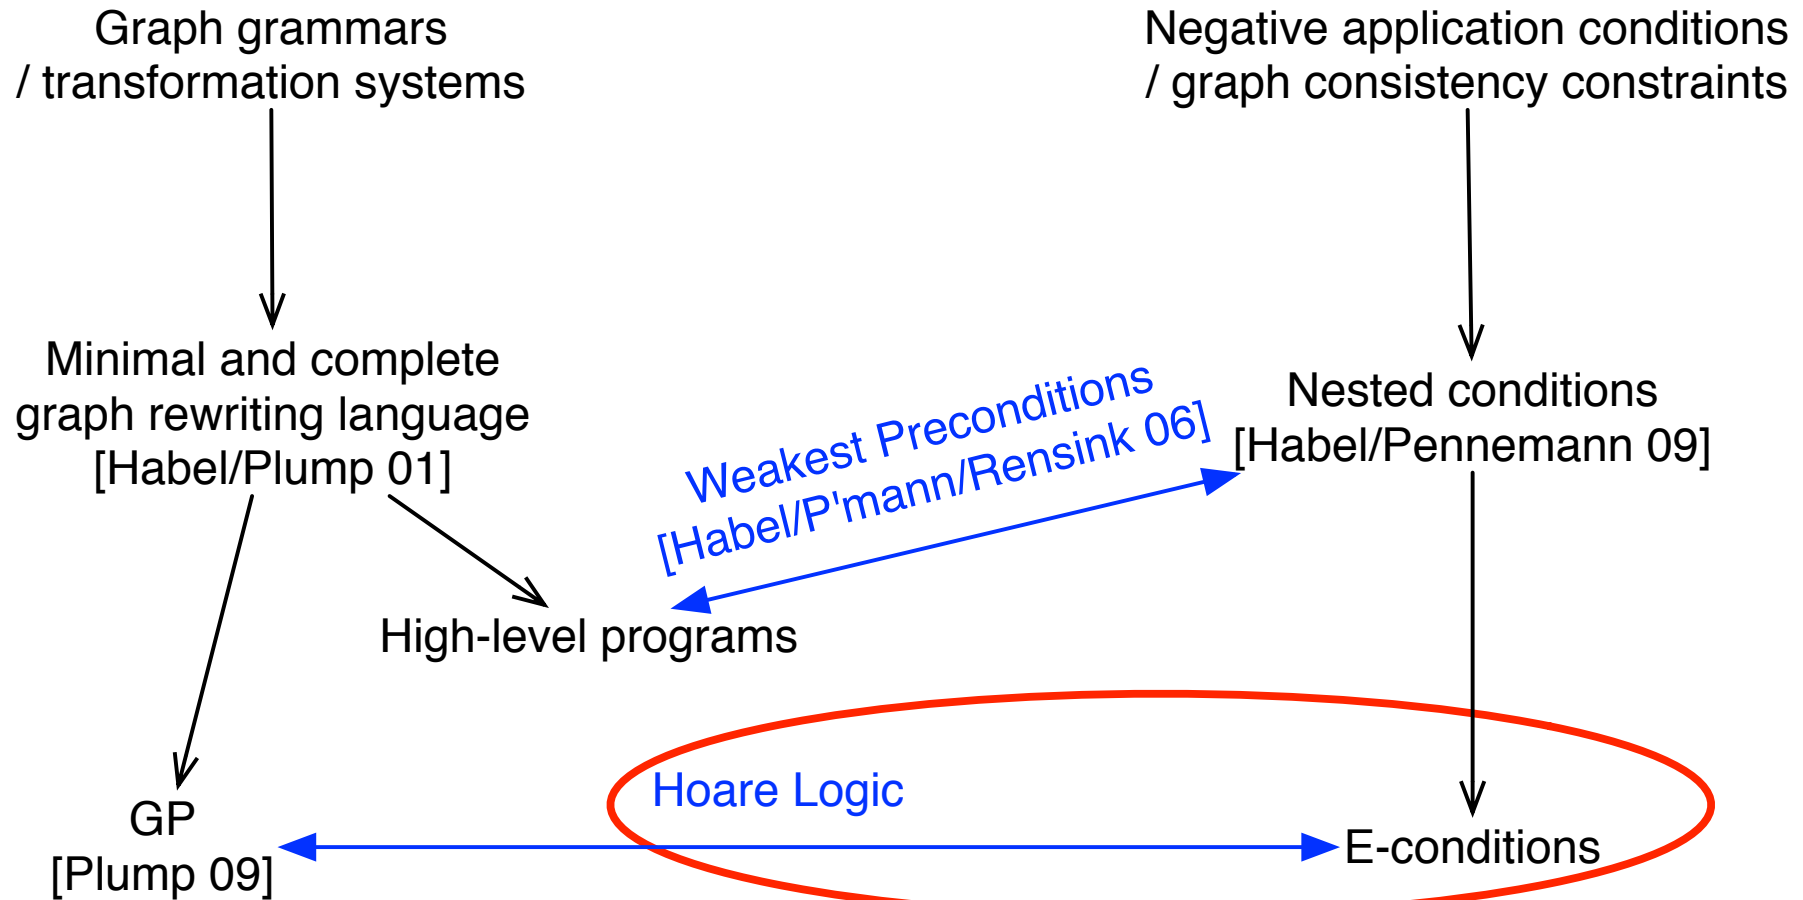 Graph grammars
/ transformation systems
Negative application conditions
/ graph consistency constraints
Minimal and complete
graph rewriting language
[Habel/Plump 01]
Weakest Preconditions
[Habel/P'mann/Rensink 06]
Nested conditions
[Habel/Pennemann 09]
High-level programs
Hoare Logic
GP
[Plump 09]
E-conditions